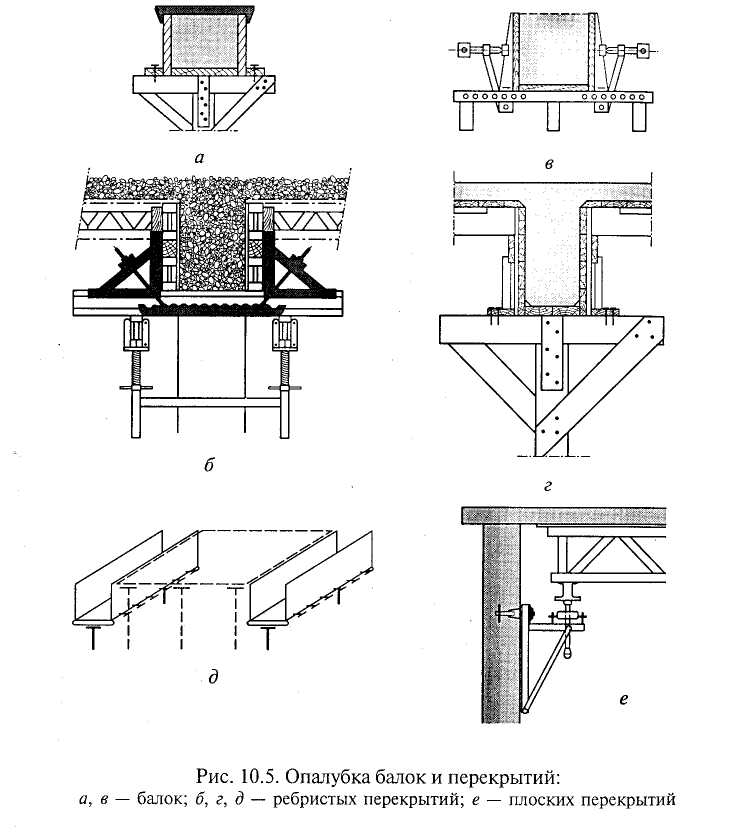 а
в
б
г
д
е
Рис. 10.5. Опалубка балок и перекрытий:
а, в — балок; б, г, д — ребристых перекрытий; е — плоских перекрытий